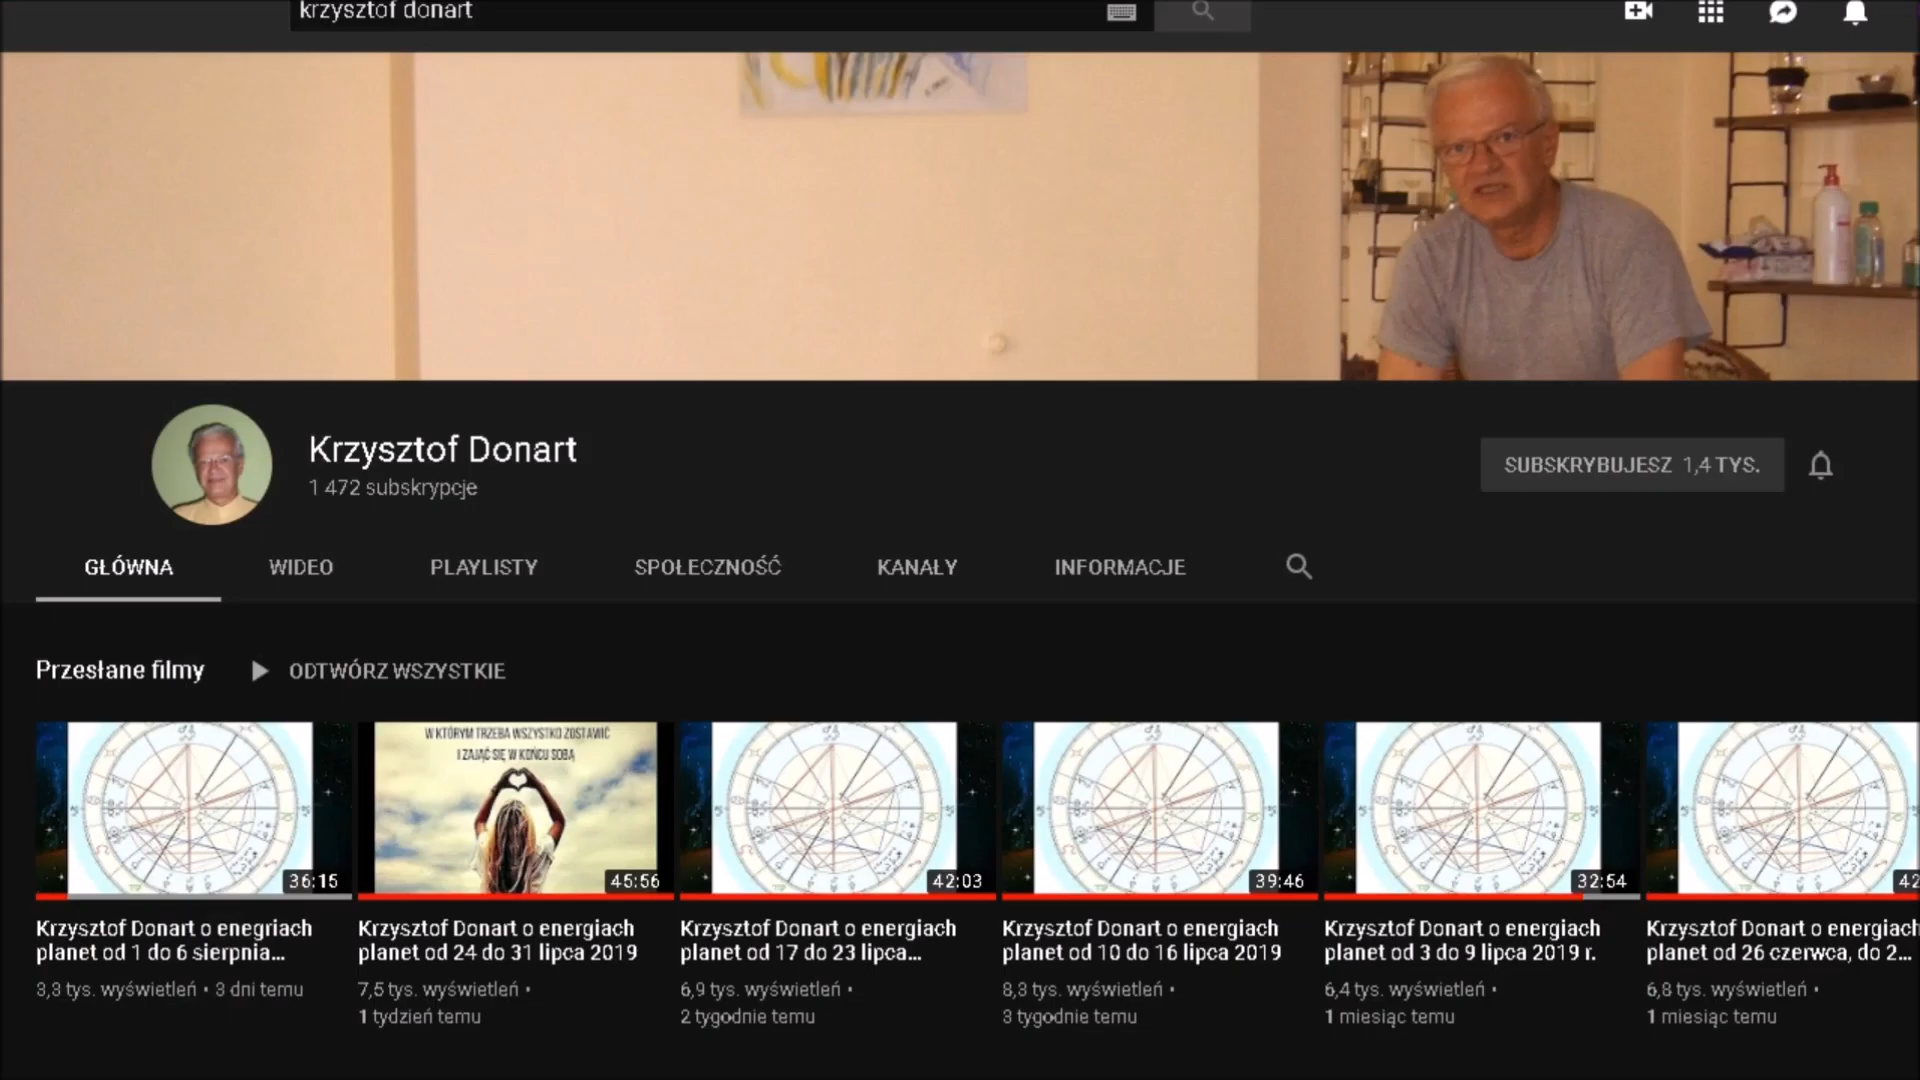 krzysztof donart
Krzysztof Donart
1 472 subskrypcje
SUBSKRYBUJESZ 1,4 TYS.
GŁÓWNA
WIDEO
PLAYLISTY
SPOŁECZNOŚĆ
KANAŁY
INFORMACJE
Przesłane filmy
ODTWÓRZ WSZYSTKIE
W KTÓRYM TRZEBA WSZYSTKO ZOSTAWIĆ
I ZAJĄĆ SIĘ W KOŃCU SOBĄ
36:15
45:56
42:03
39:46
32:54
42
Krzysztof Donart o enegriach
planet od 1 do 6 sierpnia...
3,3 tys. wyświetleń • 3 dni temu
Krzysztof Donart o energiach
planet od 24 do 31 lipca 2019
7,5 tys. wyświetleń •
1 tydzień temu
Krzysztof Donart o energiach
planet od 17 do 23 lipca...
6,9 tys. wyświetleń •
2 tygodnie temu
Krzysztof Donart o energiach
planet od 10 do 16 lipca 2019
8,3 tys. wyświetleń •
3 tygodnie temu
Krzysztof Donart o energiach
planet od 3 do 9 lipca 2019 r.
6,4 tys. wyświetleń •
1 miesiąc temu
Krzysztof Donart o energiach
planet od 26 czerwca, do 2...
6,8 tys. wyświetleń •
1 miesiąc temu